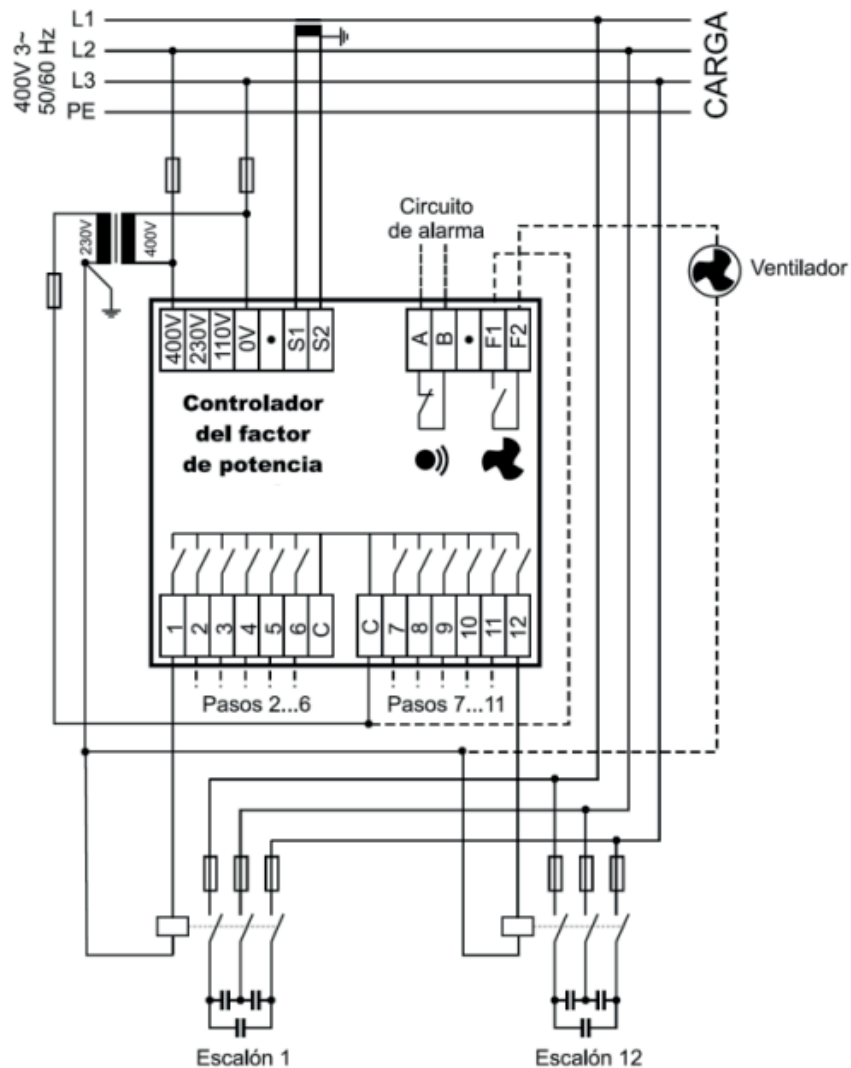 400V 3~
50/60 Hz
L1
L2
L3
PE
CARGA
230V
400V
Circuito
de alarma
Ventilador
400V
230V
110V
0V
•
S1
S2
A
B
•
F1
F2
Controlador
del factor
de potencia
1
2
3
4
5
6
C
C
7
8
9
10
11
12
Pasos 2...6
Pasos 7...11
Escalón 1
Escalón 12